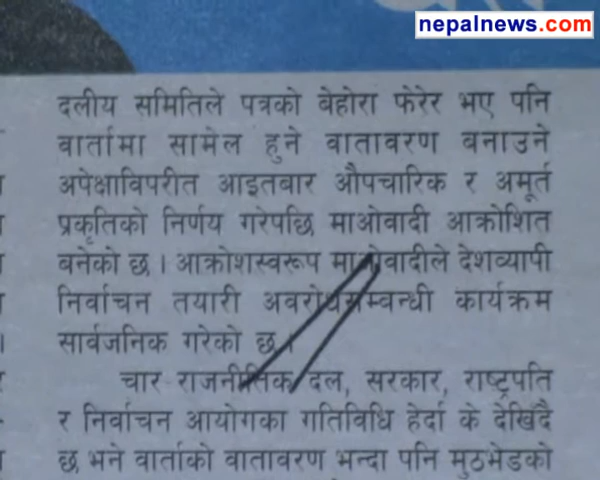 nepalnews.com
दलीय समितिले पत्रको बेहोरा फेरेर भए पनि
वार्तामा सामेल हुने वातावरण बनाउने
अपेक्षाविपरीत आइतबार औपचारिक र अमूर्त
प्रकृतिको निर्णय गरेपछि माओवादी आक्रोशित
बनेको छ । आक्रोशस्वरूप माओवादीले देशव्यापी
निर्वाचन तयारी अवरोधसम्बन्धी कार्यक्रम
सार्वजनिक गरेको छ ।
चार राजनीतिक दल, सरकार, राष्ट्रपति
र निर्वाचन आयोगका गतिविधि हेर्दा के देखिँदै
छ भने वार्ताको वातावरण भन्दा पनि मुठभेडको